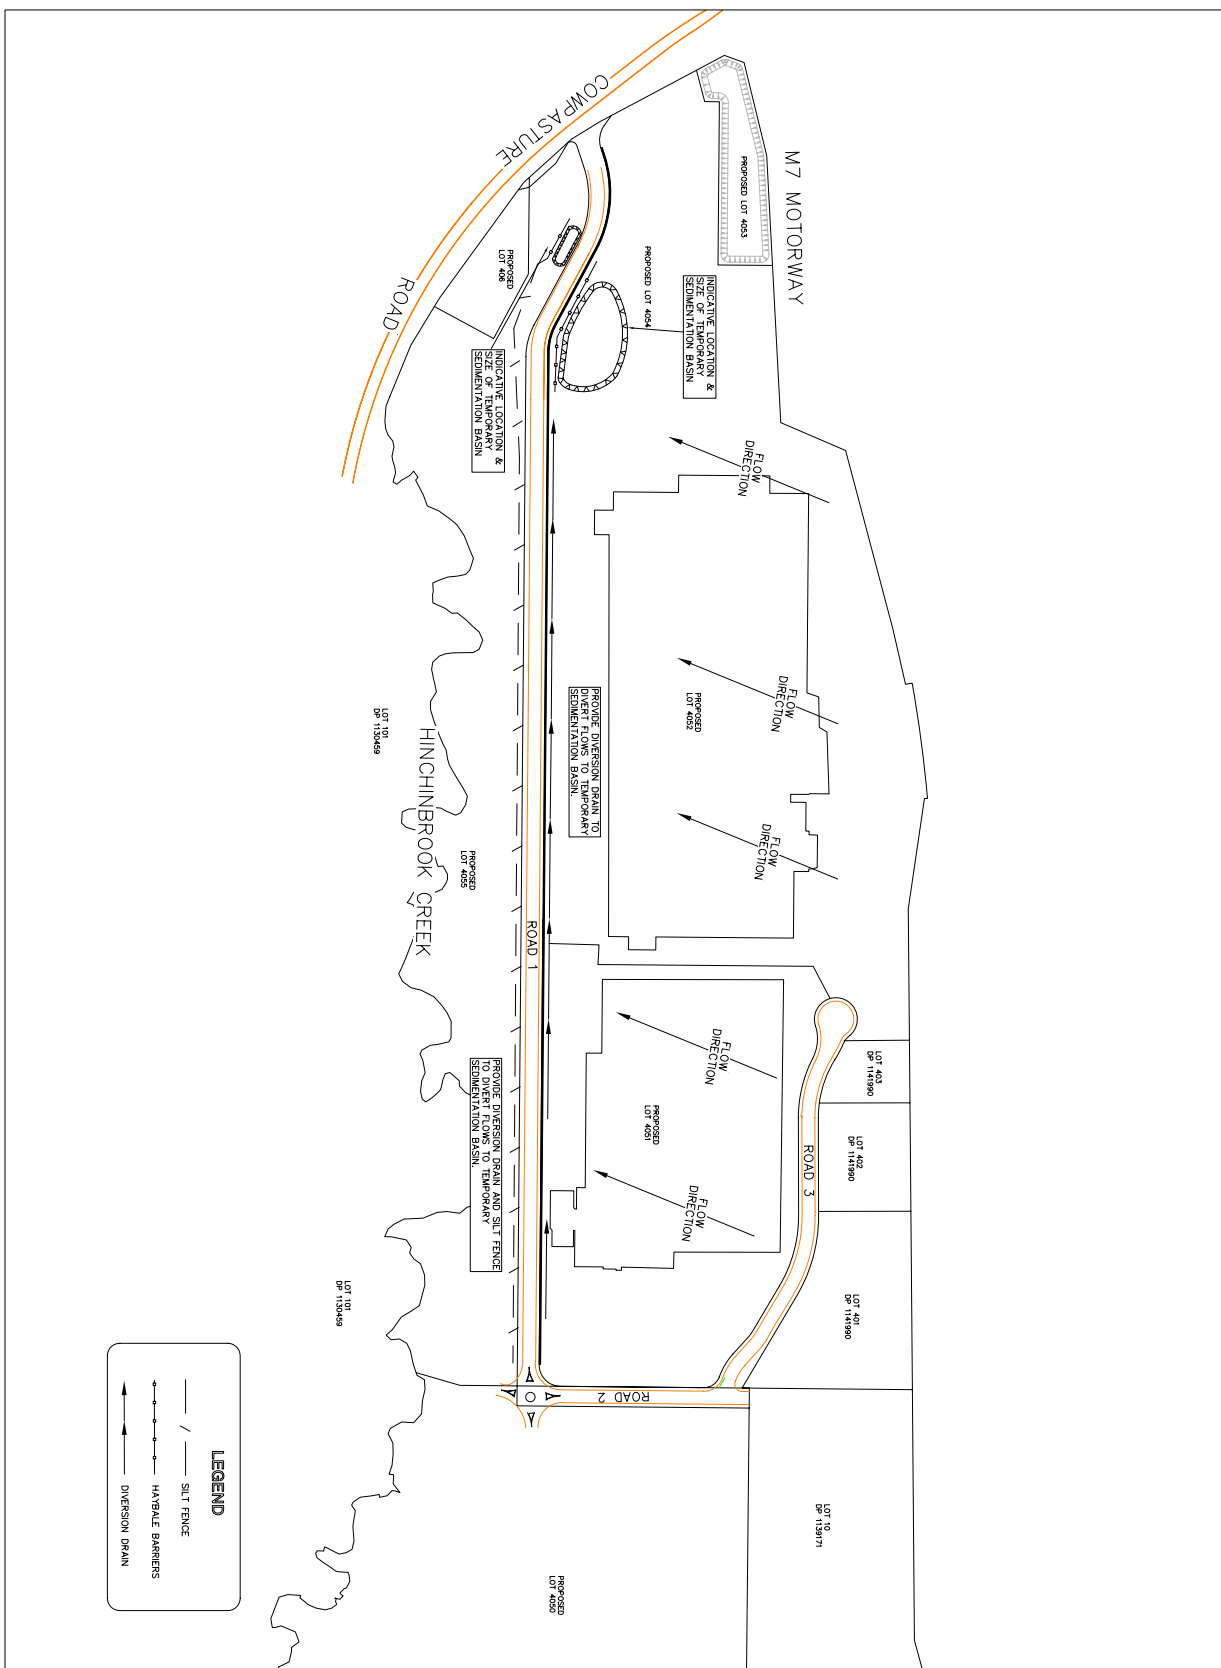 COWPASTURE
ROAD
M7 MOTORWAY
PROPOSED LOT 4053
PROPOSED LOT 4054
PROPOSED
LOT 406
INDICATIVE LOCATION &
SIZE OF TEMPORARY
SEDIMENTATION BASIN
INDICATIVE LOCATION &
SIZE OF TEMPORARY
SEDIMENTATION BASIN
FLOW
DIRECTION
FLOW
DIRECTION
FLOW
DIRECTION
PROPOSED
LOT 4052
PROVIDE DIVERSION DRAIN TO
DIVERT FLOWS TO TEMPORARY
SEDIMENTATION BASIN.
LOT 101
DP 1130459
HINCHINBROOK CREEK
PROPOSED
LOT 4055
ROAD 1
FLOW
DIRECTION
FLOW
DIRECTION
PROPOSED
LOT 4051
PROVIDE DIVERSION DRAIN AND SILT FENCE
TO DIVERT FLOWS TO TEMPORARY
SEDIMENTATION BASIN.
LOT 403
DP 1141990
LOT 402
DP 1141990
ROAD 3
LOT 401
DP 1141990
ROAD 2
LOT 101
DP 1130459
LOT 10
DP 1139171
PROPOSED
LOT 4050
LEGEND
SILT FENCE
HAYBALE BARRIERS
DIVERSION DRAIN